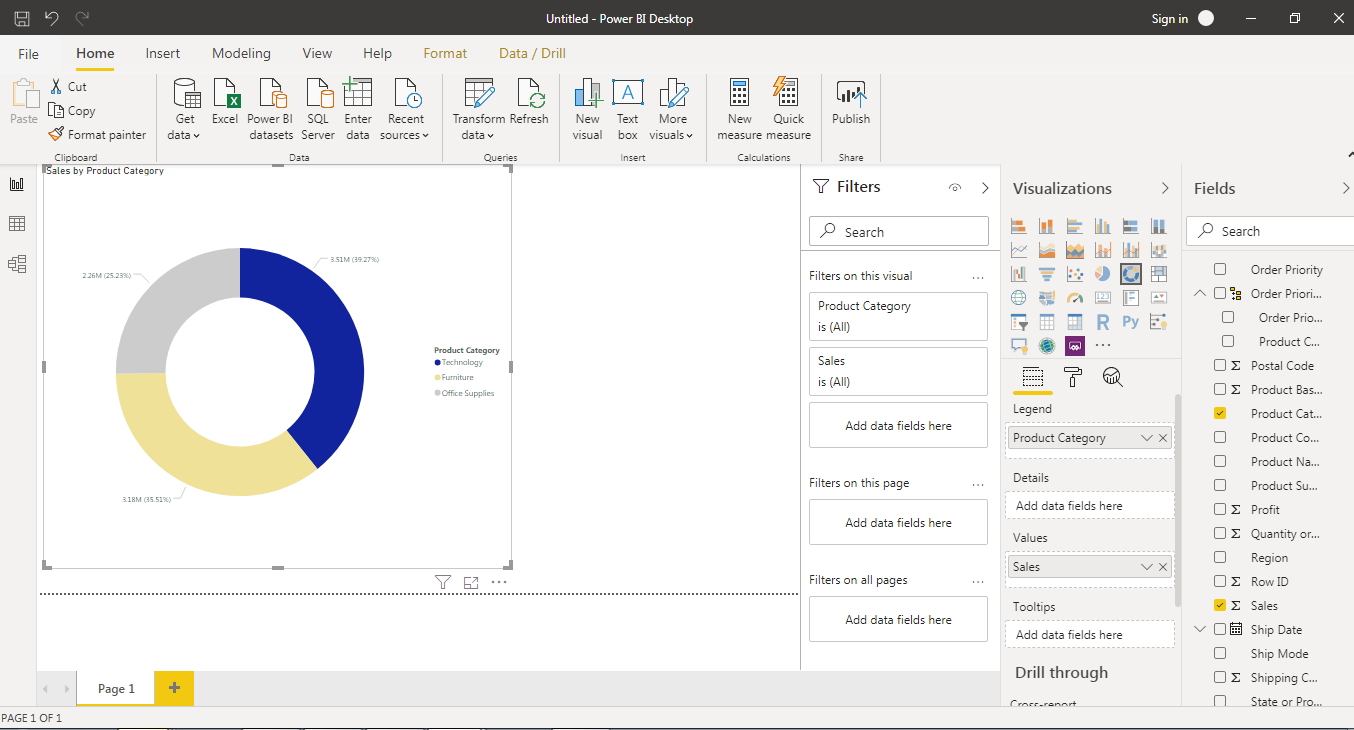 Untitled - Power BI Desktop
Sign in
File
Home
Insert
Modeling
View
Help
Format
Data / Drill
Paste
Cut
Copy
Format painter
Clipboard
Get
data
Excel
Power BI
datasets
SQL
Server
Enter
data
Recent
sources
Data
Transform
data
Refresh
Queries
New
visual
Text
box
More
visuals
Insert
New
measure
Quick
measure
Calculations
Publish
Share
Sales by Product Category
3.51M (39.27%)
2.26M (25.23%)
3.18M (35.51%)
Product Category
Technology
Furniture
Office Supplies
Page 1
PAGE 1 OF 1
Filters
Search
Filters on this visual
...
Product Category
is (All)
Sales
is (All)
Add data fields here
Filters on this page
...
Add data fields here
Filters on all pages
...
Add data fields here
Visualizations
123
R
Py
...
Legend
Product Category
Details
Add data fields here
Values
Sales
Tooltips
Add data fields here
Drill through
Cross-report
Fields
Search
Order Priority
Order Priori...
Order Prio...
Product C...
Σ Postal Code
Σ Product Bas...
Product Cat...
Product Co...
Product Na...
Product Su...
Σ Profit
Σ Quantity or...
Region
Σ Row ID
Σ Sales
Ship Date
Ship Mode
Σ Shipping C...
State or Pro...